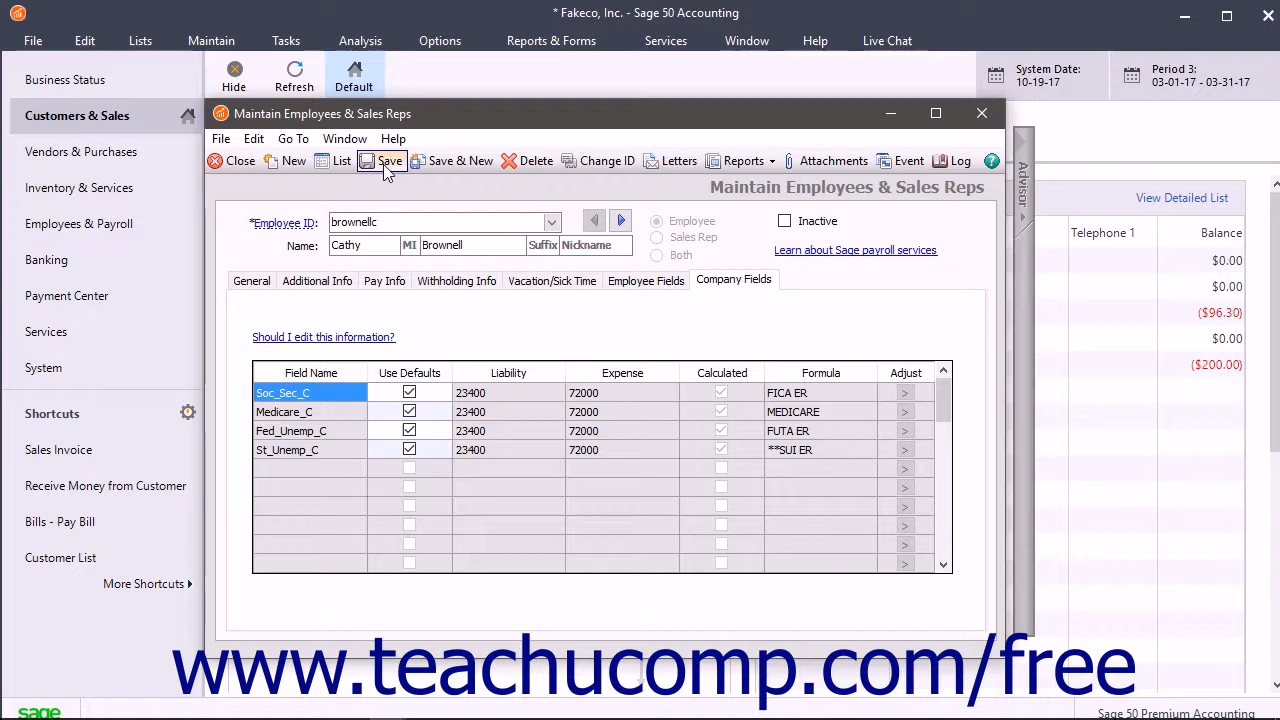 * Fakeco, Inc. - Sage 50 Accounting
File Edit Lists Maintain Tasks Analysis Options Reports & Forms Services Window Help Live Chat
Business Status
Customers & Sales
Vendors & Purchases
Inventory & Services
Employees & Payroll
Banking
Payment Center
Services
System
Shortcuts
Sales Invoice
Receive Money from Customer
Bills - Pay Bill
Customer List
More Shortcuts
Hide Refresh Default
System Date:
10-19-17
Period 3:
03-01-17 - 03-31-17
Maintain Employees & Sales Reps
File Edit Go To Window Help
Close New List Save Save & New Delete Change ID Letters Reports Attachments Event Log ?
Maintain Employees & Sales Reps
*Employee ID: brownellc
Name: Cathy MI Brownell Suffix Nickname
Employee
Sales Rep
Both
Inactive
Learn about Sage payroll services
General Additional Info Pay Info Withholding Info Vacation/Sick Time Employee Fields Company Fields
Should I edit this information?
Field Name Use Defaults Liability Expense Calculated Formula Adjust
Soc_Sec_C 23400 72000 FICA ER >
Medicare_C 23400 72000 MEDICARE >
Fed_Unemp_C 23400 72000 FUTA ER >
St_Unemp_C 23400 72000 **SUI ER >
>
>
>
>
>
>
Advisor
View Detailed List
Telephone 1 Balance
$0.00
$0.00
($96.30)
$0.00
($200.00)
www.teachucomp.com/free
sage
Sage 50 Premium Accounting